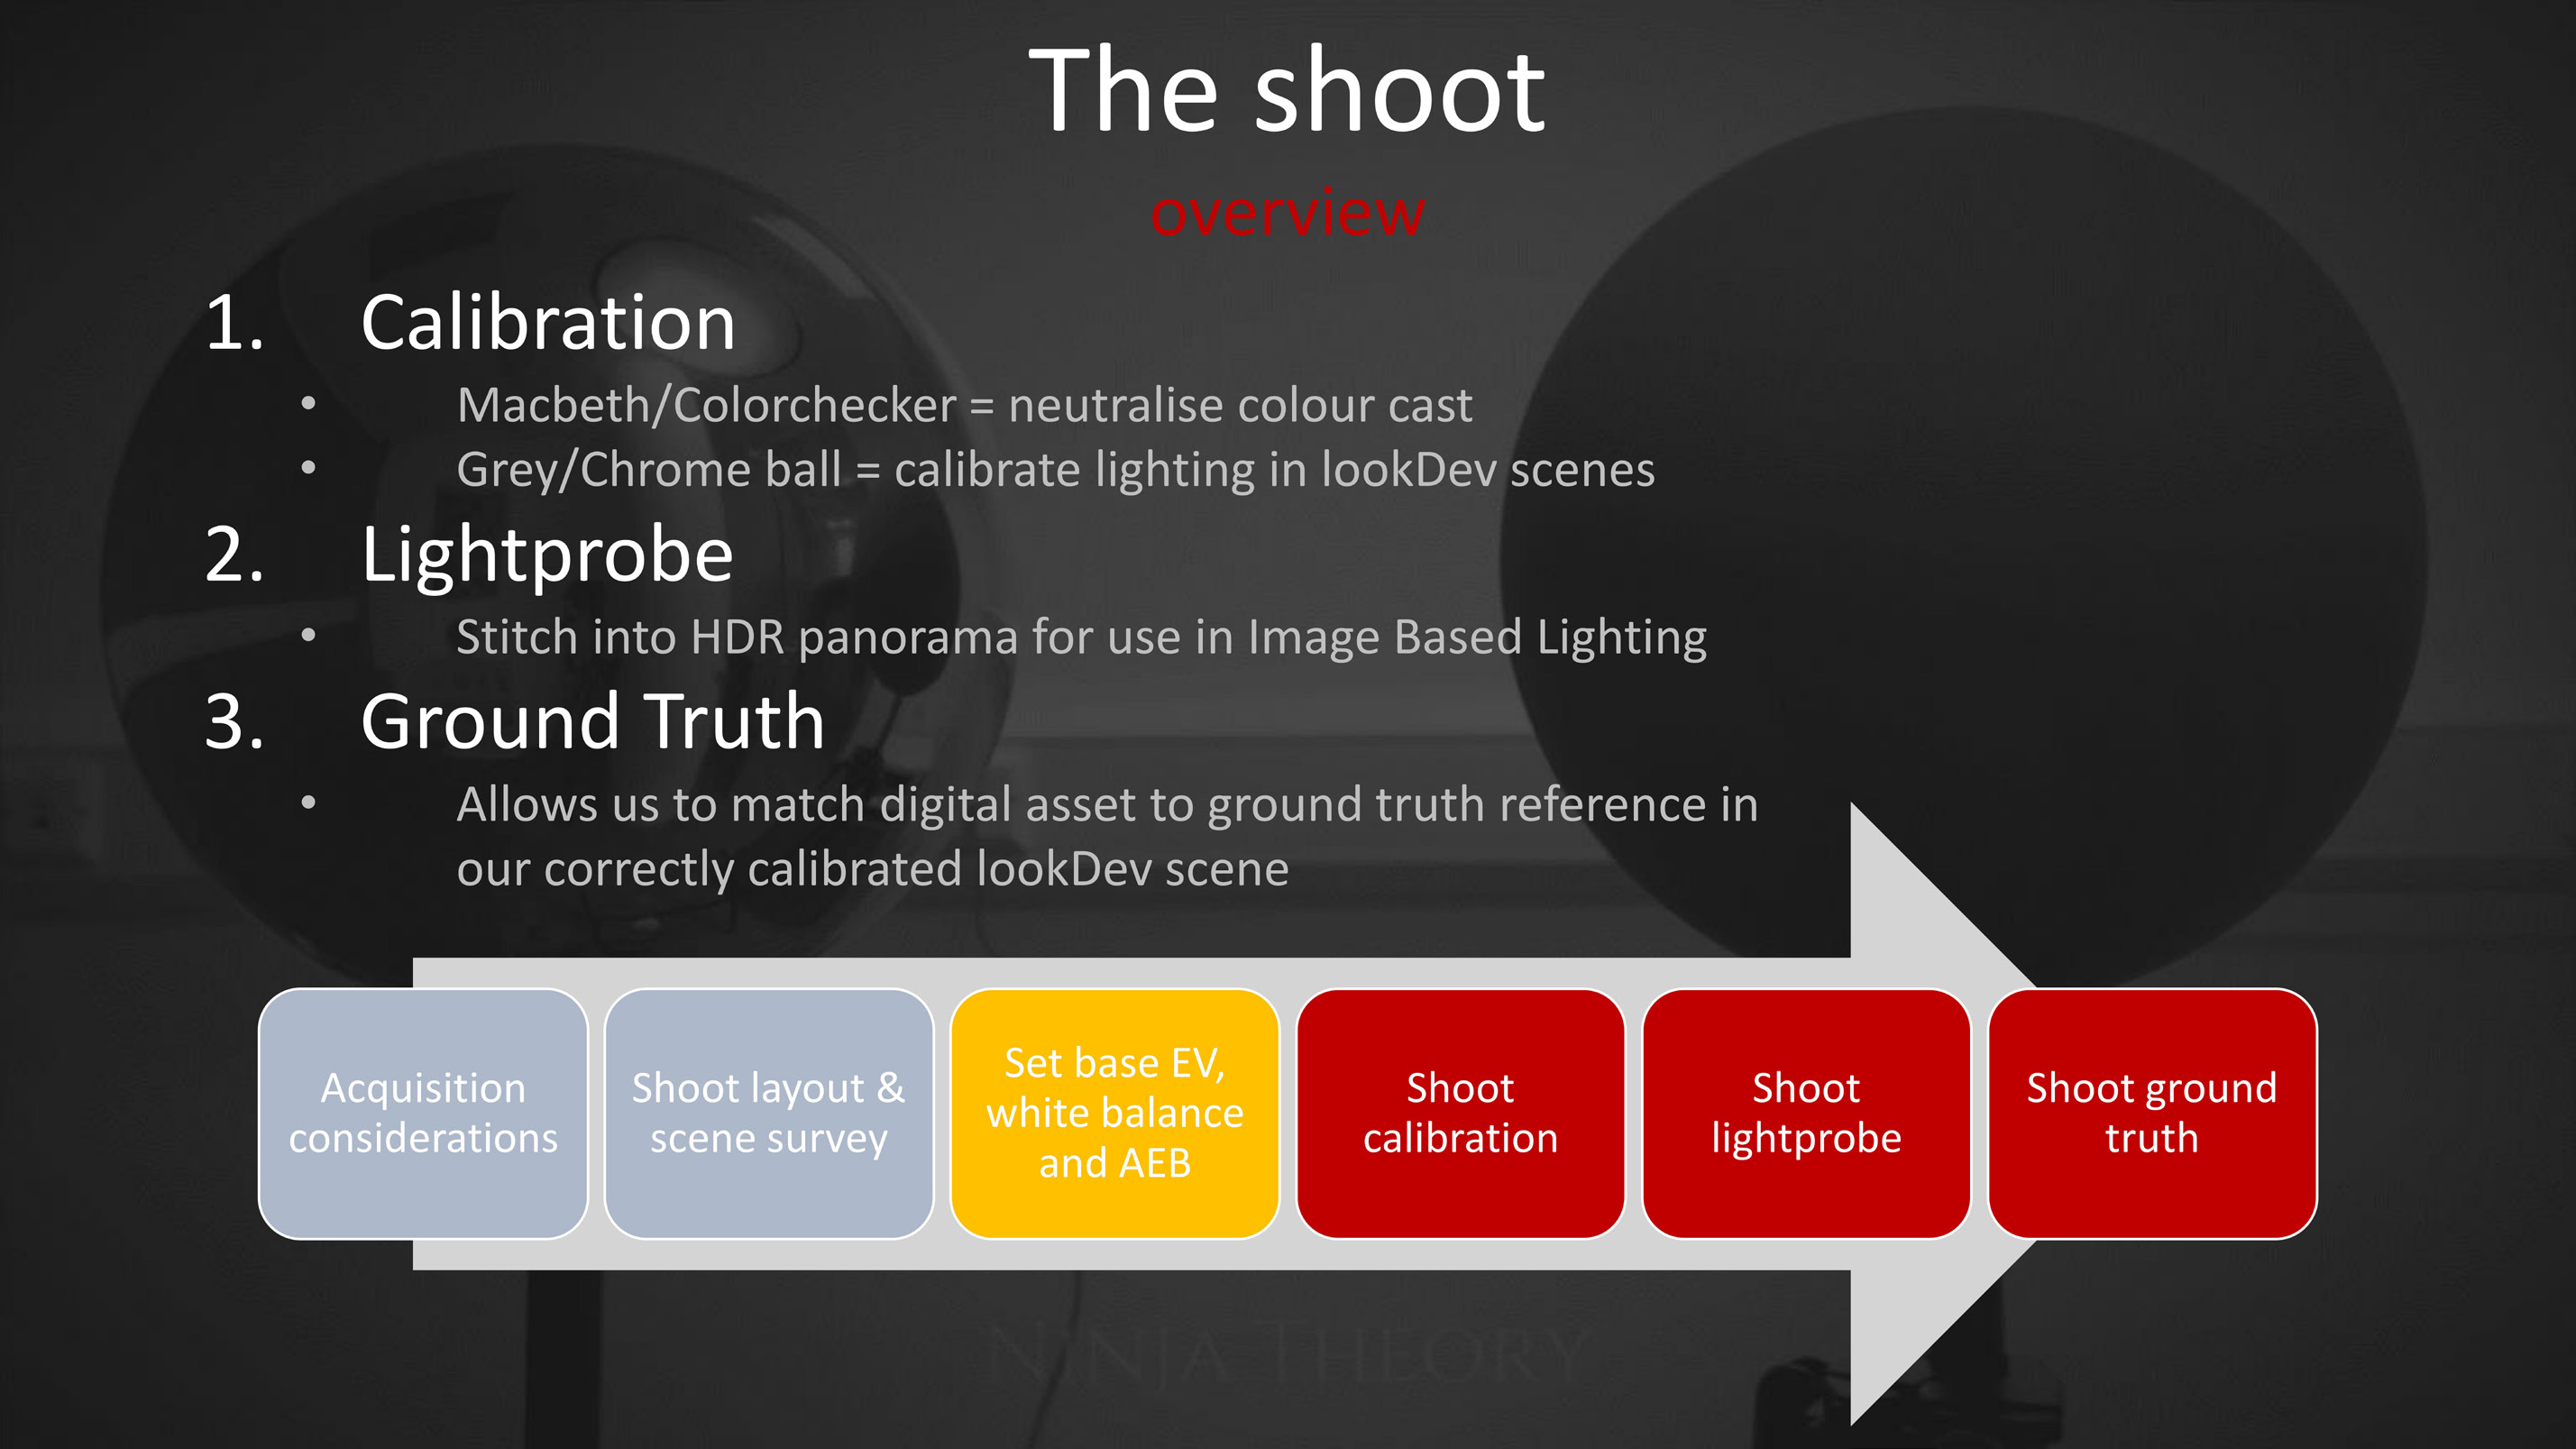 The shoot
overview
1. Calibration
• Macbeth/Colorchecker = neutralise colour cast
• Grey/Chrome ball = calibrate lighting in lookDev scenes
2. Lightprobe
• Stitch into HDR panorama for use in Image Based Lighting
3. Ground Truth
• Allows us to match digital asset to ground truth reference in
our correctly calibrated lookDev scene
Acquisition
considerations
Shoot layout &
scene survey
Set base EV,
white balance
and AEB
Shoot
calibration
Shoot
lightprobe
Shoot ground
truth
NINJA THEORY